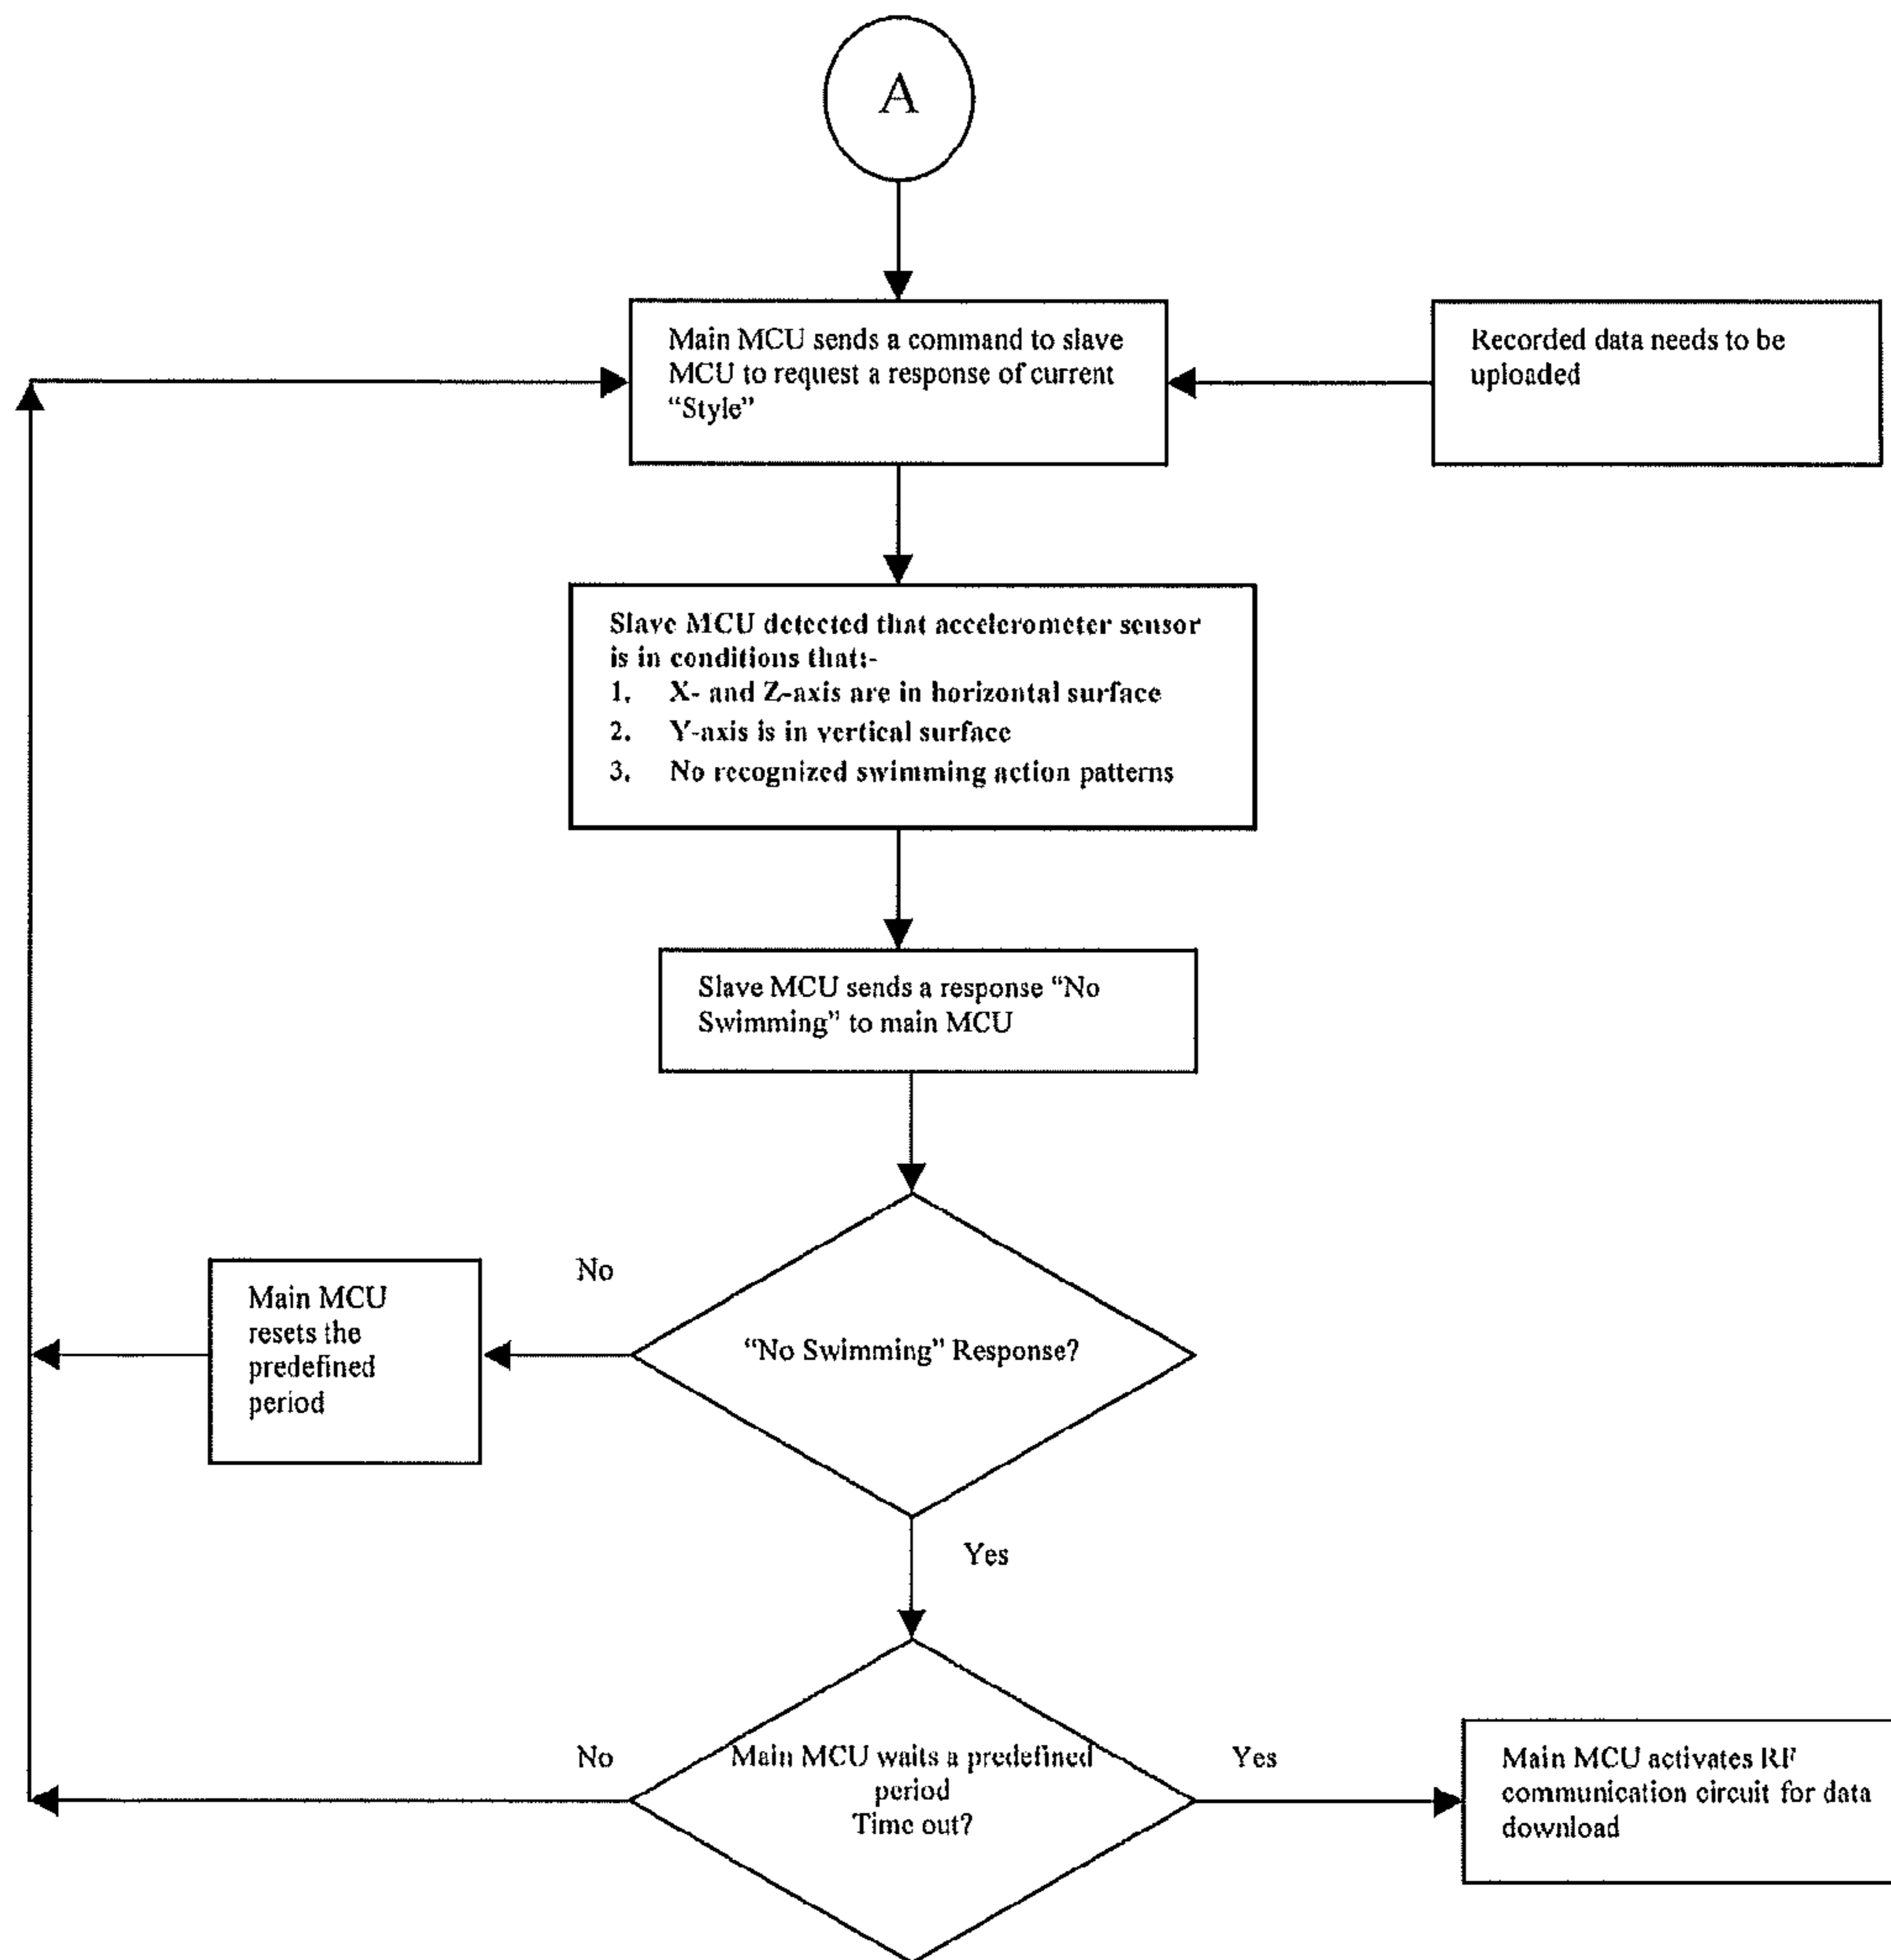 A
Main MCU sends a command to slave
MCU to request a response of current
“Style”
Recorded data needs to be
uploaded
Slave MCU detected that accelerometer sensor
is in conditions that:-
1. X- and Z-axis are in horizontal surface
2. Y-axis is in vertical surface
3. No recognized swimming action patterns
Slave MCU sends a response “No
Swimming” to main MCU
No
Main MCU
resets the
predefined
period
“No Swimming” Response?
Yes
No
Main MCU waits a predefined
period
Time out?
Yes
Main MCU activates RF
communication circuit for data
download